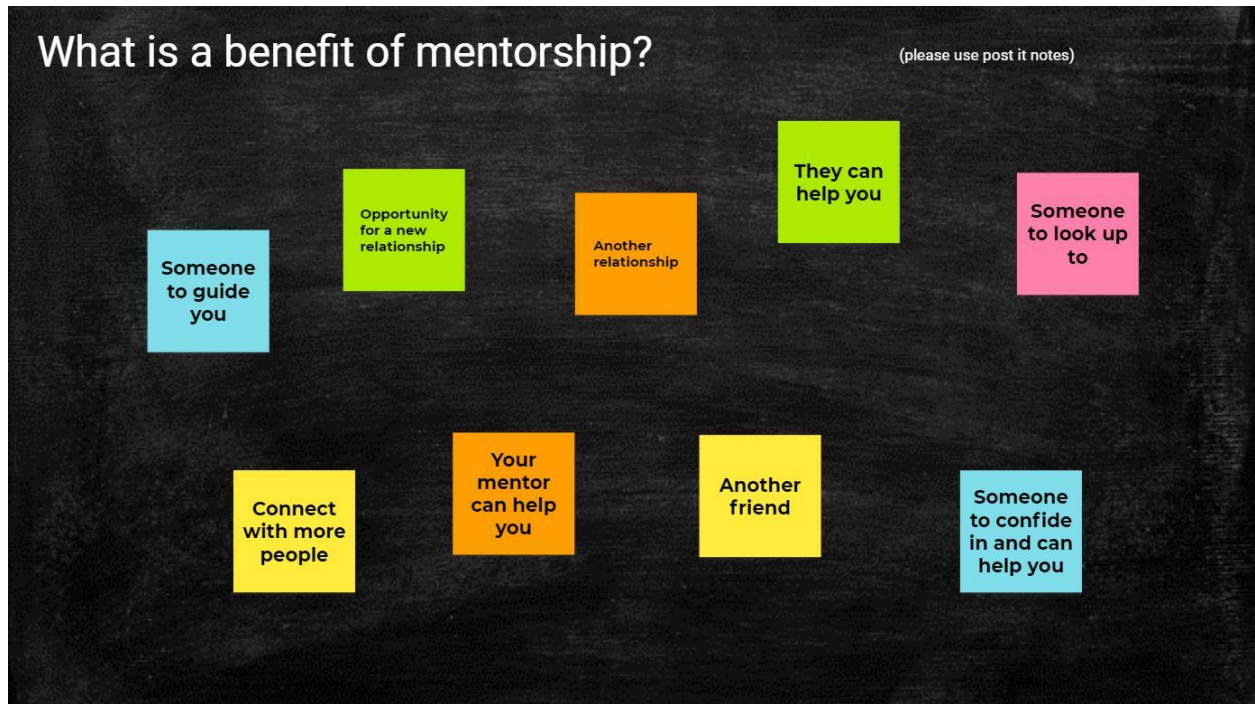 What is a benefit of mentorship?
(please use post it notes)
Someone
to guide
you
Opportunity
for a new
relationship
Another
relationship
They can
help you
Someone
to look up
to
Connect
with more
people
Your
mentor
can help
you
Another
friend
Someone
to confide
in and can
help you